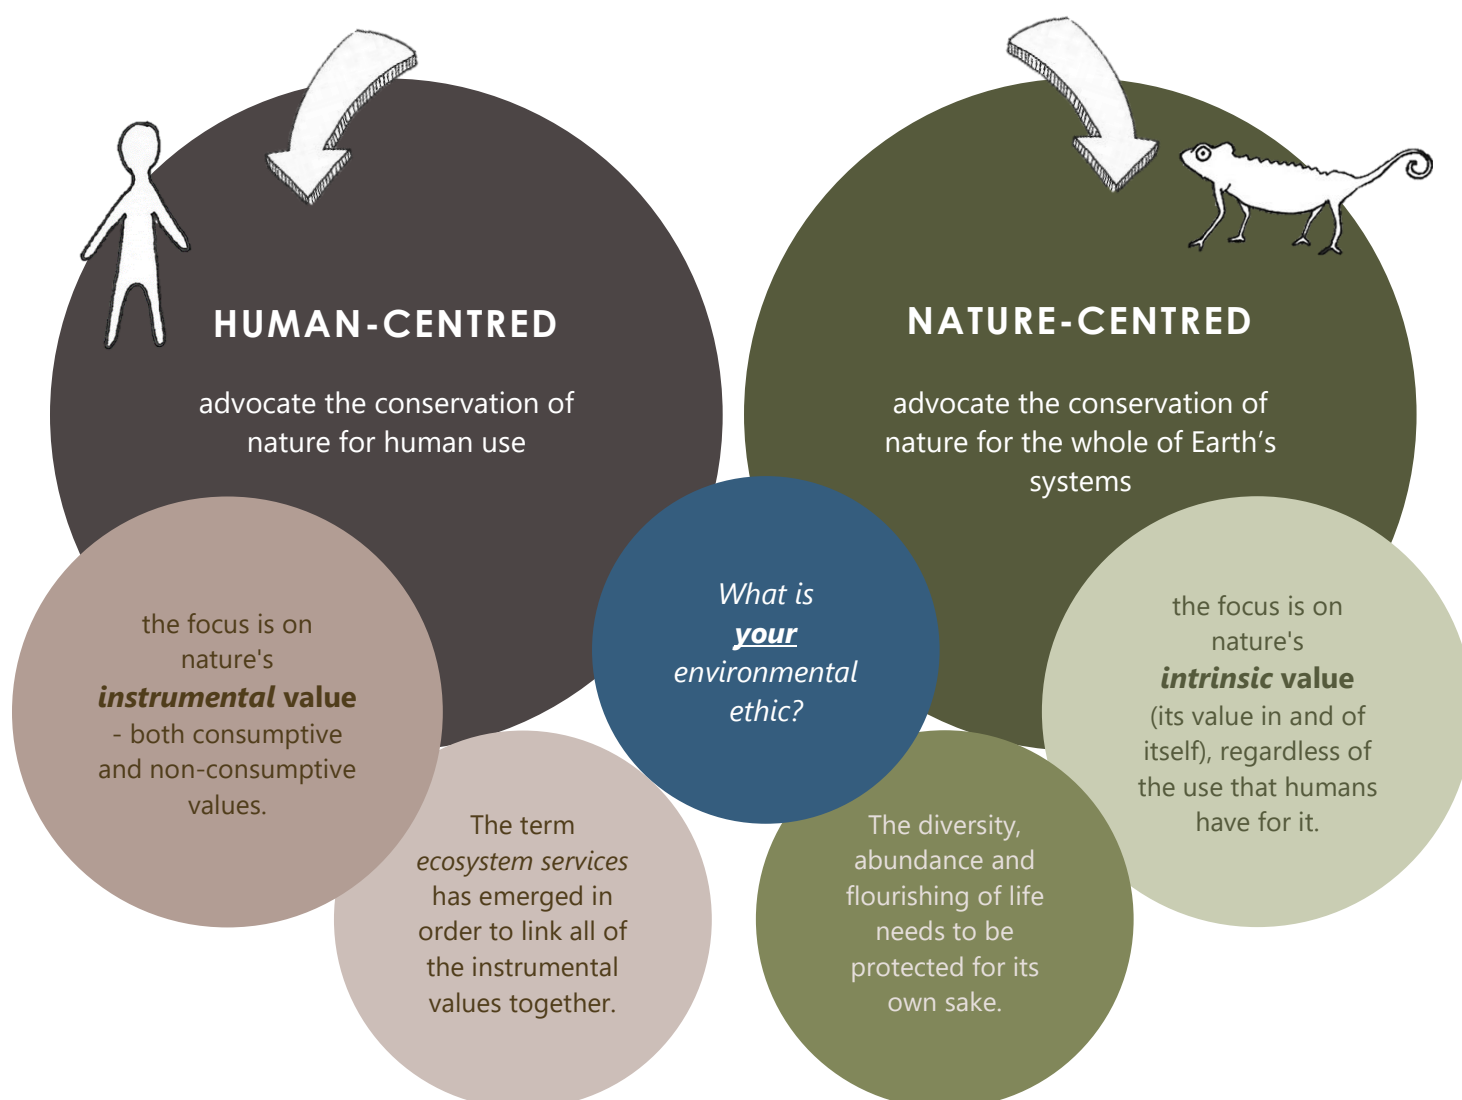 HUMAN-CENTRED
advocate the conservation of
nature for human use
NATURE-CENTRED
advocate the conservation of
nature for the whole of Earth’s
systems
the focus is on
nature's
instrumental value
- both consumptive
and non-consumptive
values.
The term
ecosystem services
has emerged in
order to link all of
the instrumental
values together.
What is
your
environmental
ethic?
The diversity,
abundance and
flourishing of life
needs to be
protected for its
own sake.
the focus is on
nature's
intrinsic value
(its value in and of
itself), regardless of
the use that humans
have for it.